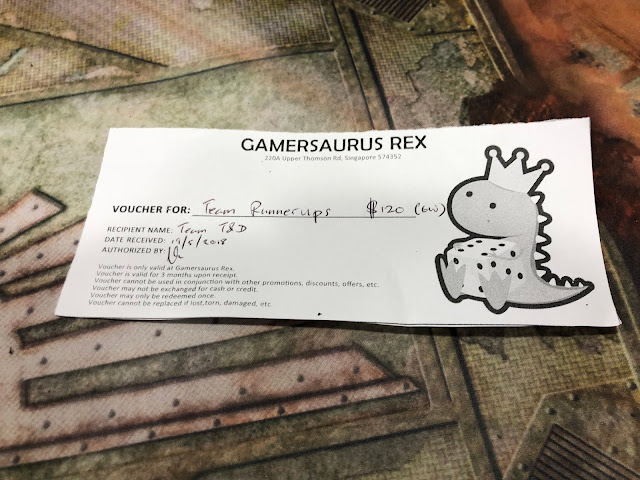 GAMERSAURUS REX
220A Upper Thomson Rd, Singapore 574352
VOUCHER FOR: Team Runnerups $120 (GW)
RECIPIENT NAME: Team T&D
DATE RECEIVED: 19/5/2018
AUTHORIZED BY:
Voucher is only valid at Gamersaurus Rex.
Voucher is valid for 3 months upon receipt.
Voucher cannot be used in conjunction with other promotions, discounts, offers, etc.
Voucher may not be exchanged for cash or credit.
Voucher may only be redeemed once.
Voucher cannot be replaced if lost,torn, damaged, etc.